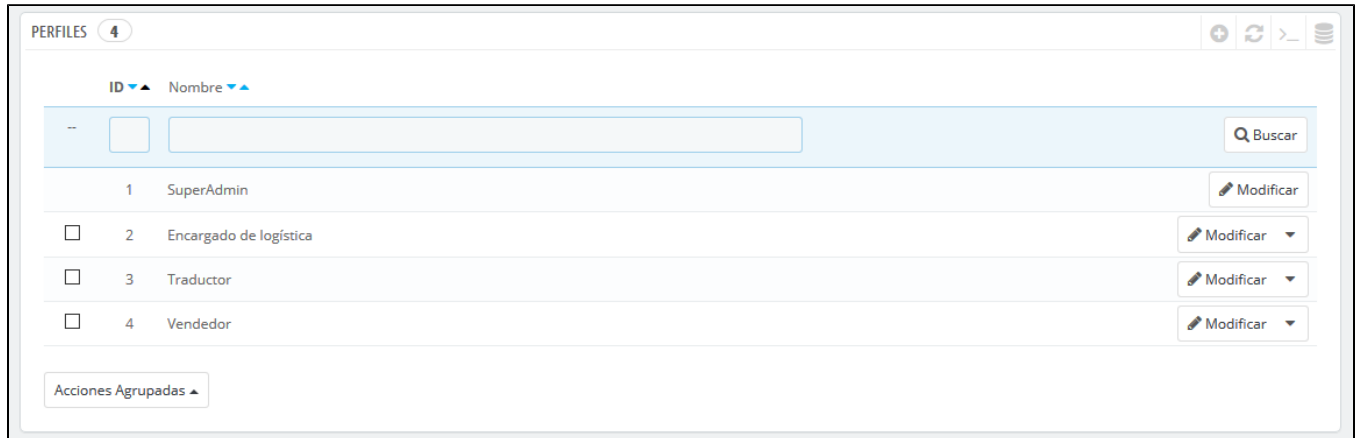 PERFILES 4
ID Nombre
-- Buscar
1 SuperAdmin Modificar
2 Encargado de logística Modificar
3 Traductor Modificar
4 Vendedor Modificar
Acciones Agrupadas